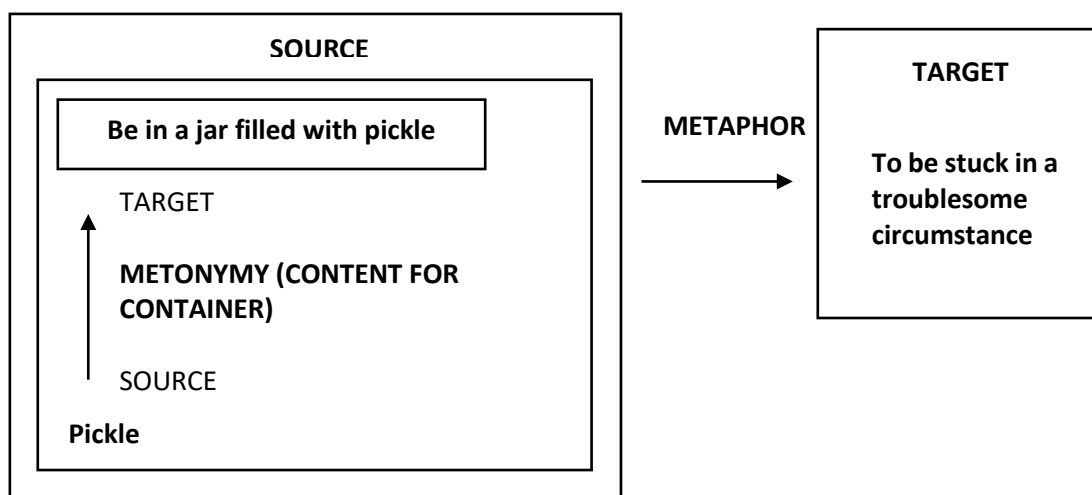 SOURCE
Be in a jar filled with pickle
TARGET
METONYMY (CONTENT FOR
CONTAINER)
SOURCE
Pickle
METAPHOR
TARGET
To be stuck in a
troublesome
circumstance